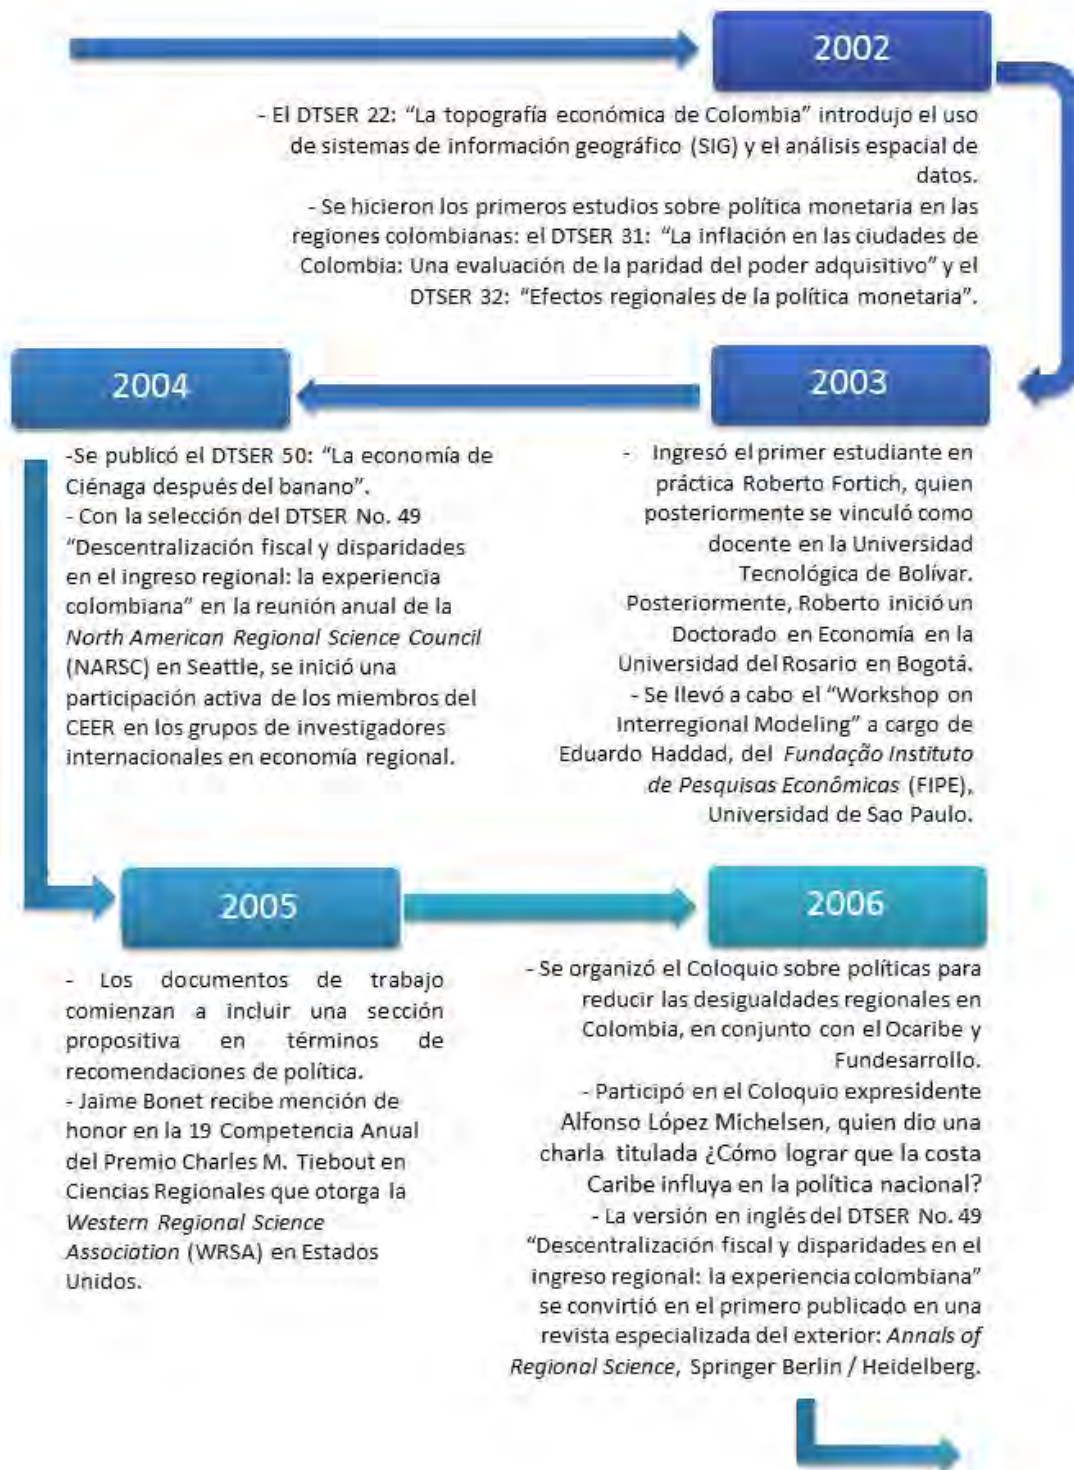 2002
- El DTSER 22: “La topografía económica de Colombia” introdujo el uso
de sistemas de información geográfico (SIG) y el análisis espacial de
datos.
- Se hicieron los primeros estudios sobre política monetaria en las
regiones colombianas: el DTSER 31: “La inflación en las ciudades de
Colombia: Una evaluación de la paridad del poder adquisitivo” y el
DTSER 32: “Efectos regionales de la política monetaria”.
2003
- Ingresó el primer estudiante en
práctica Roberto Fortich, quien
posteriormente se vinculó como
docente en la Universidad
Tecnológica de Bolívar.
Posteriormente, Roberto inició un
Doctorado en Economía en la
Universidad del Rosario en Bogotá.
- Se llevó a cabo el “Workshop on
Interregional Modeling” a cargo de
Eduardo Haddad, del Fundação Instituto
de Pesquisas Econômicas (FIPE),
Universidad de Sao Paulo.
2004
-Se publicó el DTSER 50: “La economía de
Ciénaga después del banano”.
- Con la selección del DTSER No. 49
“Descentralización fiscal y disparidades
en el ingreso regional: la experiencia
colombiana” en la reunión anual de la
North American Regional Science Council
(NARSC) en Seattle, se inició una
participación activa de los miembros del
CEER en los grupos de investigadores
internacionales en economía regional.
2005
- Los documentos de trabajo
comienzan a incluir una sección
propositiva en términos de
recomendaciones de política.
- Jaime Bonet recibe mención de
honor en la 19 Competencia Anual
del Premio Charles M. Tiebout en
Ciencias Regionales que otorga la
Western Regional Science
Association (WRSA) en Estados
Unidos.
2006
- Se organizó el Coloquio sobre políticas para
reducir las desigualdades regionales en
Colombia, en conjunto con el Ocaribe y
Fundesarrollo.
- Participó en el Coloquio expresidente
Alfonso López Michelsen, quien dio una
charla titulada ¿Cómo lograr que la costa
Caribe influya en la política nacional?
- La versión en inglés del DTSER No. 49
“Descentralización fiscal y disparidades en el
ingreso regional: la experiencia colombiana”
se convirtió en el primero publicado en una
revista especializada del exterior: Annals of
Regional Science, Springer Berlin / Heidelberg.